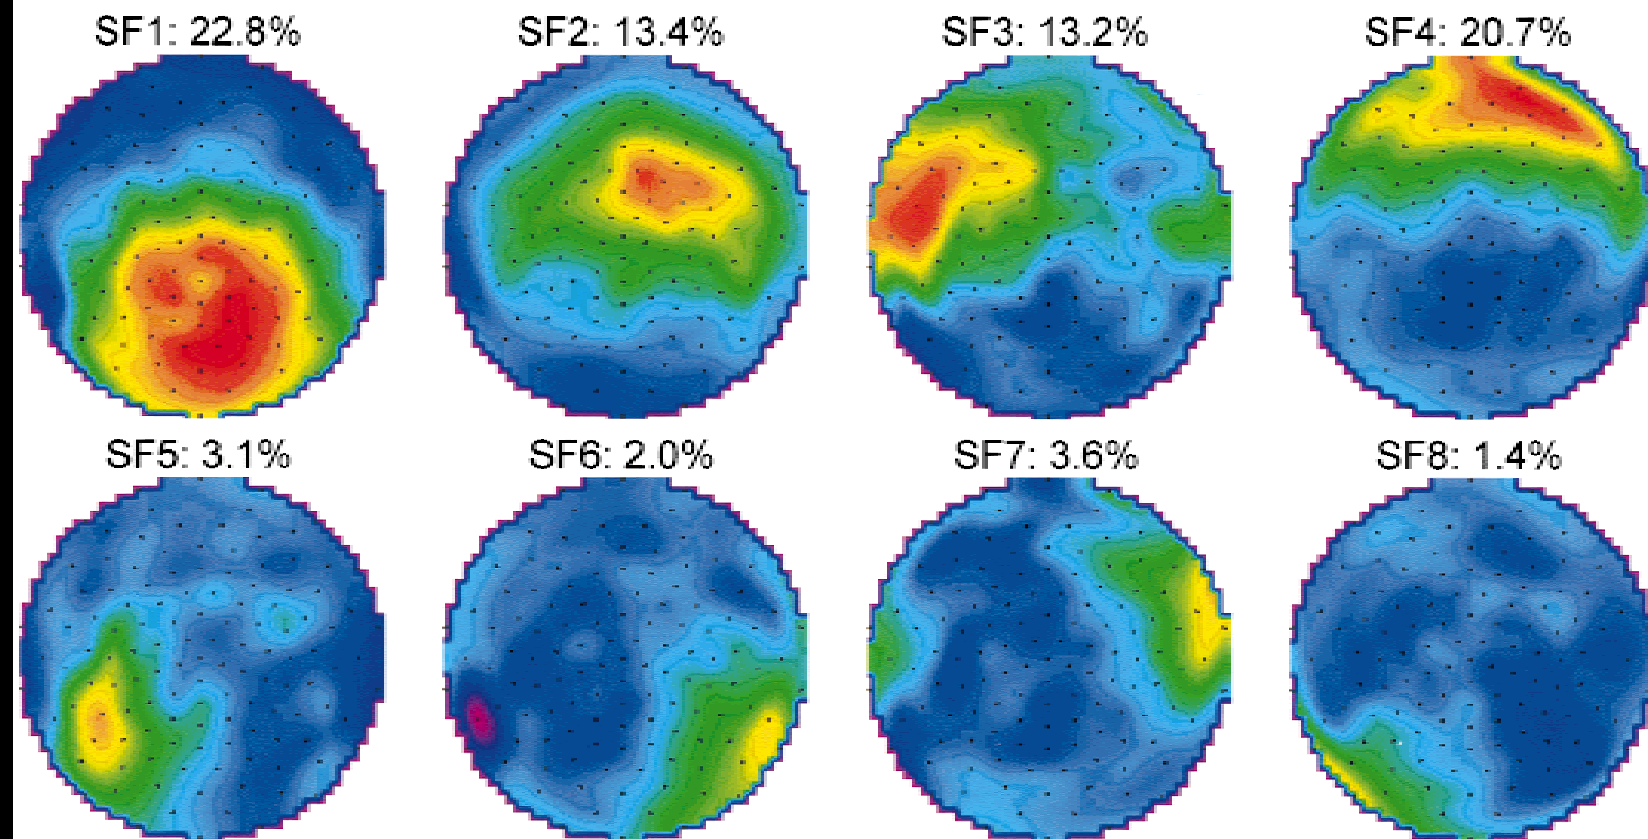 SF1: 22.8%
SF2: 13.4%
SF3: 13.2%
SF4: 20.7%
SF5: 3.1%
SF6: 2.0%
SF7: 3.6%
SF8: 1.4%